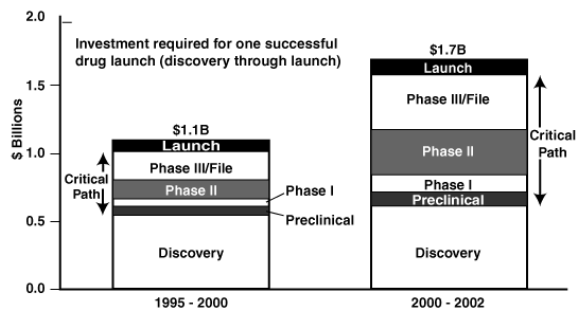 2.0
Investment required for one successful
drug launch (discovery through launch)
$1.7B
Launch
1.5
Phase III/File
$ Billions
$1.1B
Launch
Critical
Path
1.0
Phase III/File
Phase II
Critical
Path
Phase II
Phase I
Phase I
Preclinical
Preclinical
0.5
Discovery
Discovery
0.0
1995 - 2000
2000 - 2002